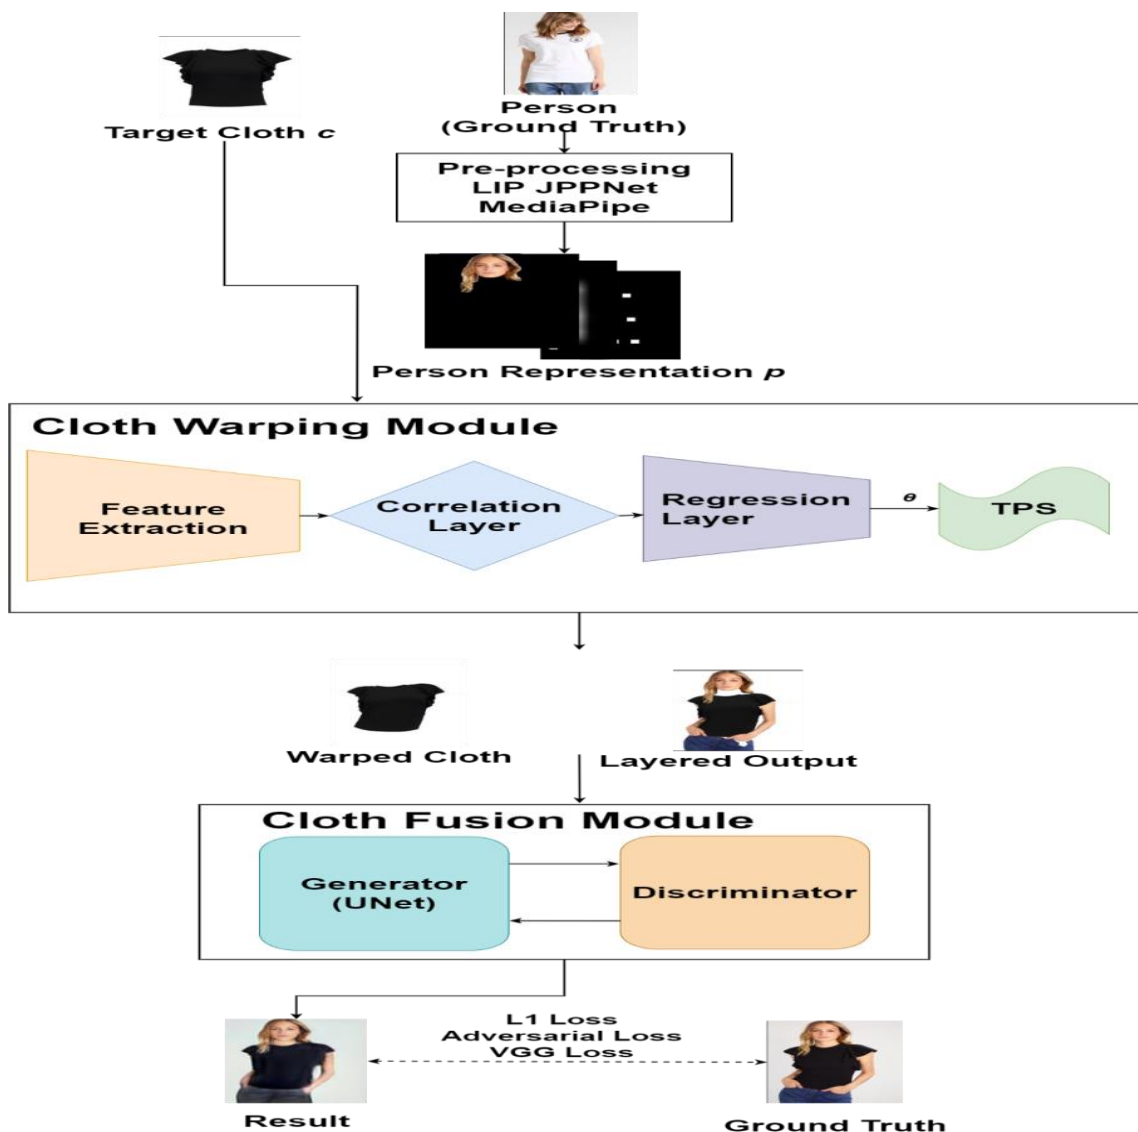 Target Cloth c
Person
(Ground Truth)
Pre-processing
LIP JPPNet
MediaPipe
Person Representation p
Cloth Warping Module
Feature
Extraction
Correlation
Layer
Regression
Layer
θ
TPS
Warped Cloth
Layered Output
Cloth Fusion Module
Generator
(UNet)
Discriminator
L1 Loss
Adversarial Loss
VGG Loss
Result
Ground Truth